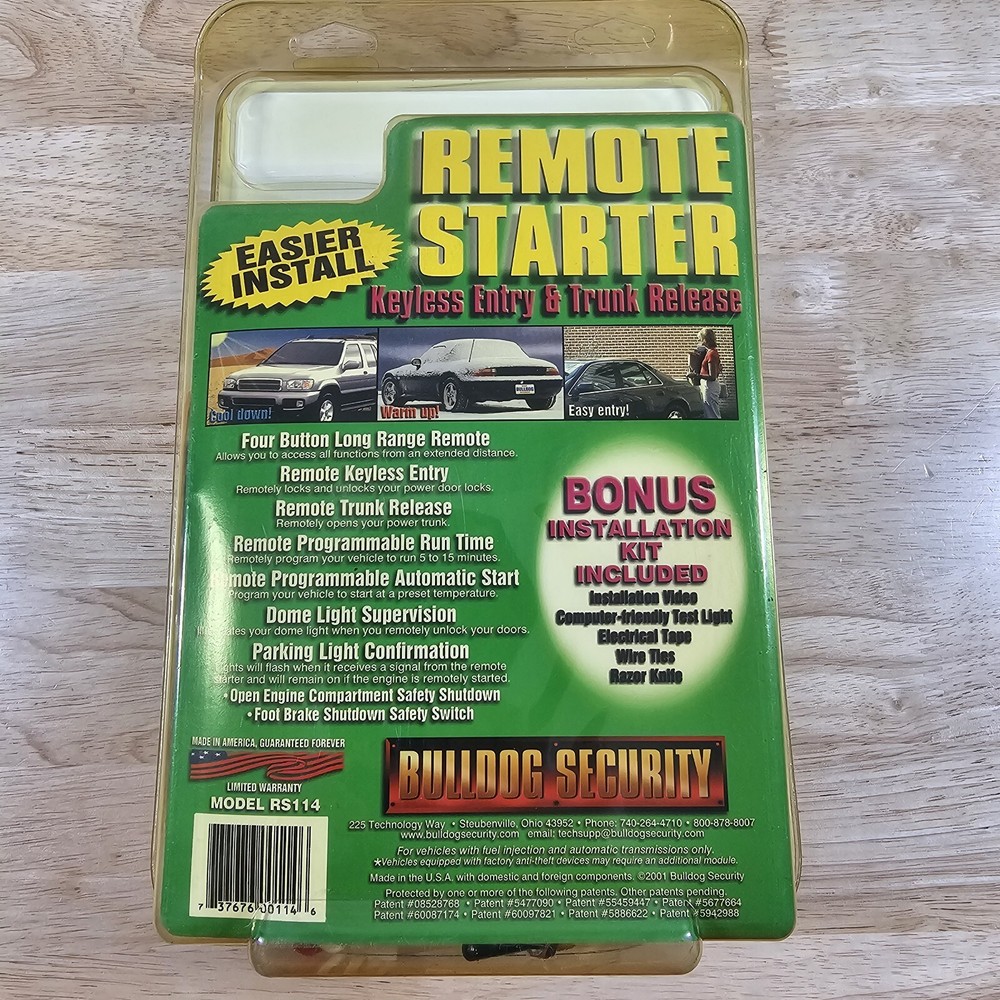 REMOTE
STARTER
EASIER
INSTALL
Keyless Entry & Trunk Release
Cool down!
Warm up!
BULLDOG
Easy entry!
Four Button Long Range Remote
Allows you to access all functions from an extended distance.
Remote Keyless Entry
Remotely locks and unlocks your power door locks.
Remote Trunk Release
Remotely opens your power trunk.
Remote Programmable Run Time
Remotely program your vehicle to run 5 to 15 minutes.
Remote Programmable Automatic Start
Program your vehicle to start at a preset temperature.
Dome Light Supervision
your dome light when you remotely unlock your doors.
Parking Light Confirmation
Lights will flash when it receives a signal from the remote
starter and will remain on if the engine is remotely started.
•Open Engine Compartment Safety Shutdown
•Foot Brake Shutdown Safety Switch
BONUS
INSTALLATION
KIT
INCLUDED
Installation Video
Computer-friendly Test Light
Electrical Tape
Wire Ties
Razor Knife
MADE IN AMERICA, GUARANTEED FOREVER
LIMITED WARRANTY
MODEL RS114
7 37676 00114 6
BULLDOG SECURITY
225 Technology Way • Steubenville, Ohio 43952 • Phone: 740-264-4710 • 800-878-8007
www.bulldogsecurity.com email: techsupp@bulldogsecurity.com
For vehicles with fuel injection and automatic transmissions only.
*Vehicles equipped with factory anti-theft devices may require an additional module.
Made in the U.S.A. with domestic and foreign components. ©2001 Bulldog Security
Protected by one or more of the following patents. Other patents pending.
Patent #08528768 • Patent #5477090 • Patent #55459447 • Patent #5677664
Patent #60087174 • Patent #60097821 • Patent #5886622 • Patent #5942988